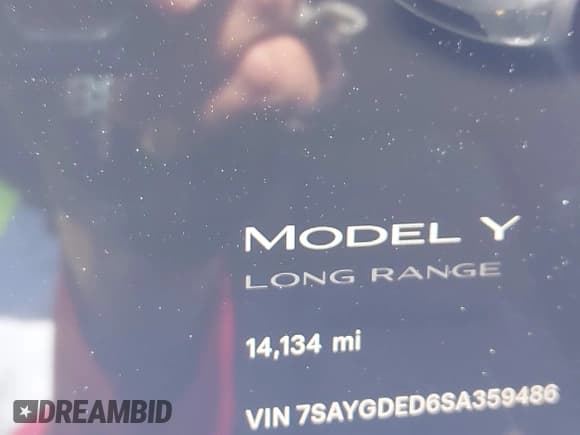 MODEL Y
LONG RANGE
14,134 mi
VIN 7SAYGDED6SA359486
DREAMBID